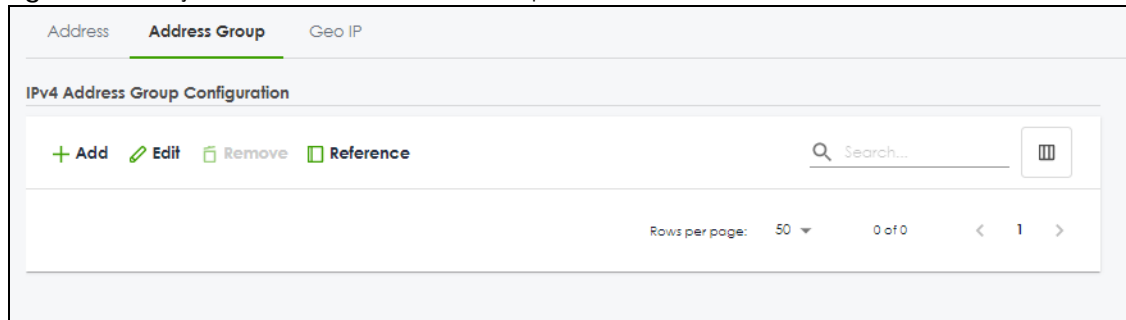 Address Address Group Geo IP
IPv4 Address Group Configuration
Add Edit Remove Reference Search...
Rows per page: 50 0 of 0 < 1 >